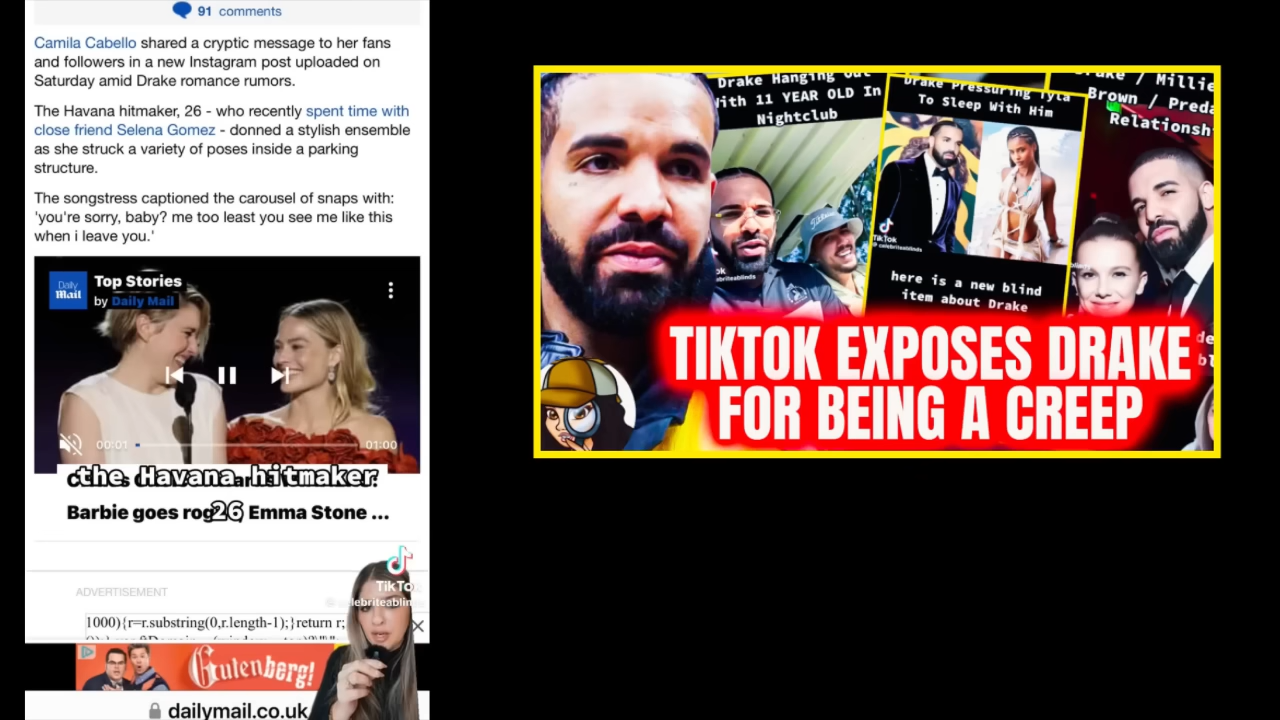 91 comments
Camila Cabello shared a cryptic message to her fans
and followers in a new Instagram post uploaded on
Saturday amid Drake romance rumors.
The Havana hitmaker, 26 - who recently spent time with
close friend Selena Gomez - donned a stylish ensemble
as she struck a variety of poses inside a parking
structure.
The songstress captioned the carousel of snaps with:
'you're sorry, baby? me too least you see me like this
when i leave you.'
Daily Mail
Top Stories
by Daily Mail
00:01
01:00
the Havana hitmaker
26
Barbie goes rog Emma Stone ...
ADVERTISEMENT
TikTo
1000){r=r.substring(0,r.length-1);}return r;
Gutenberg!
dailymail.co.uk
Drake Hanging Out
With 11 YEAR OLD In
Nightclub
Drake Pressuring Tyla
To Sleep With Him
TikTok
celebriteablinds
here is a new blind
item about Drake
Drake / Millie
Brown / Preda
Relationsh
TIKTOK EXPOSES DRAKE
FOR BEING A CREEP